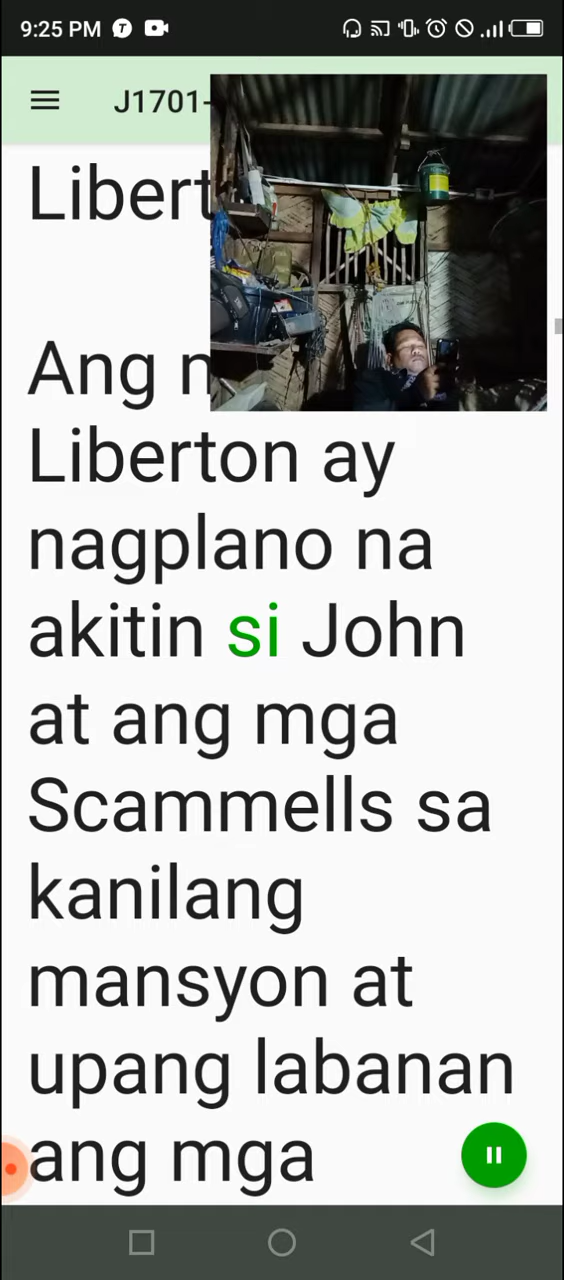 9:25 PM
J1701-
Libert
Ang
Liberton ay
nagplano na
akitin si John
at ang mga
Scammells sa
kanilang
mansyon at
upang labanan
ang mga